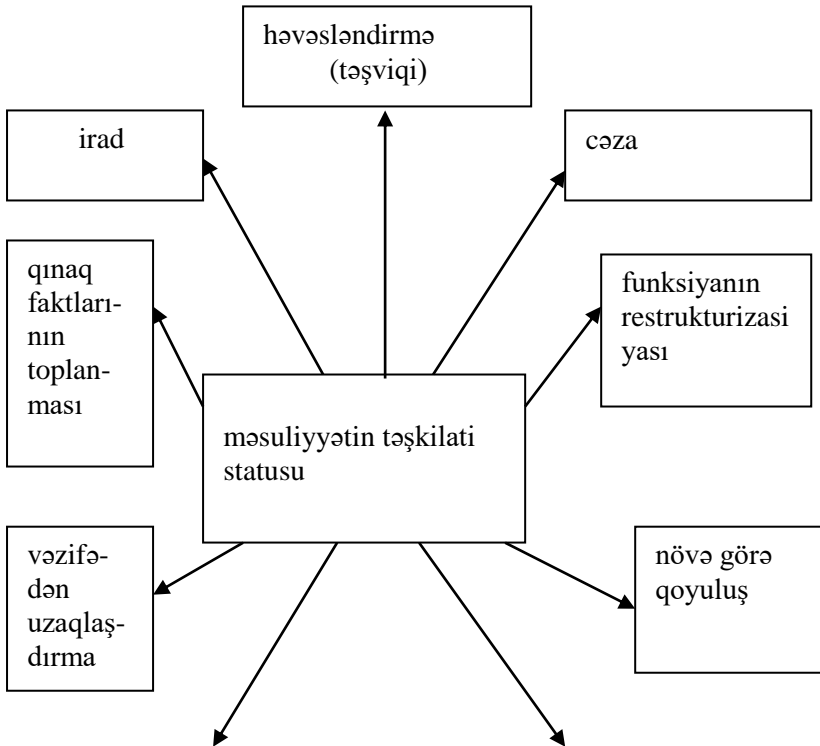 həvəsləndirmə
(təşviqi)
irad
cəza
qınaq
faktları-
nın
toplan-
ması
funksiyanın
restrukturizasi
yası
məsuliyyətin təşkilati
statusu
vəzifə-
dən
uzaqlaş-
dırma
növə görə
qoyuluş